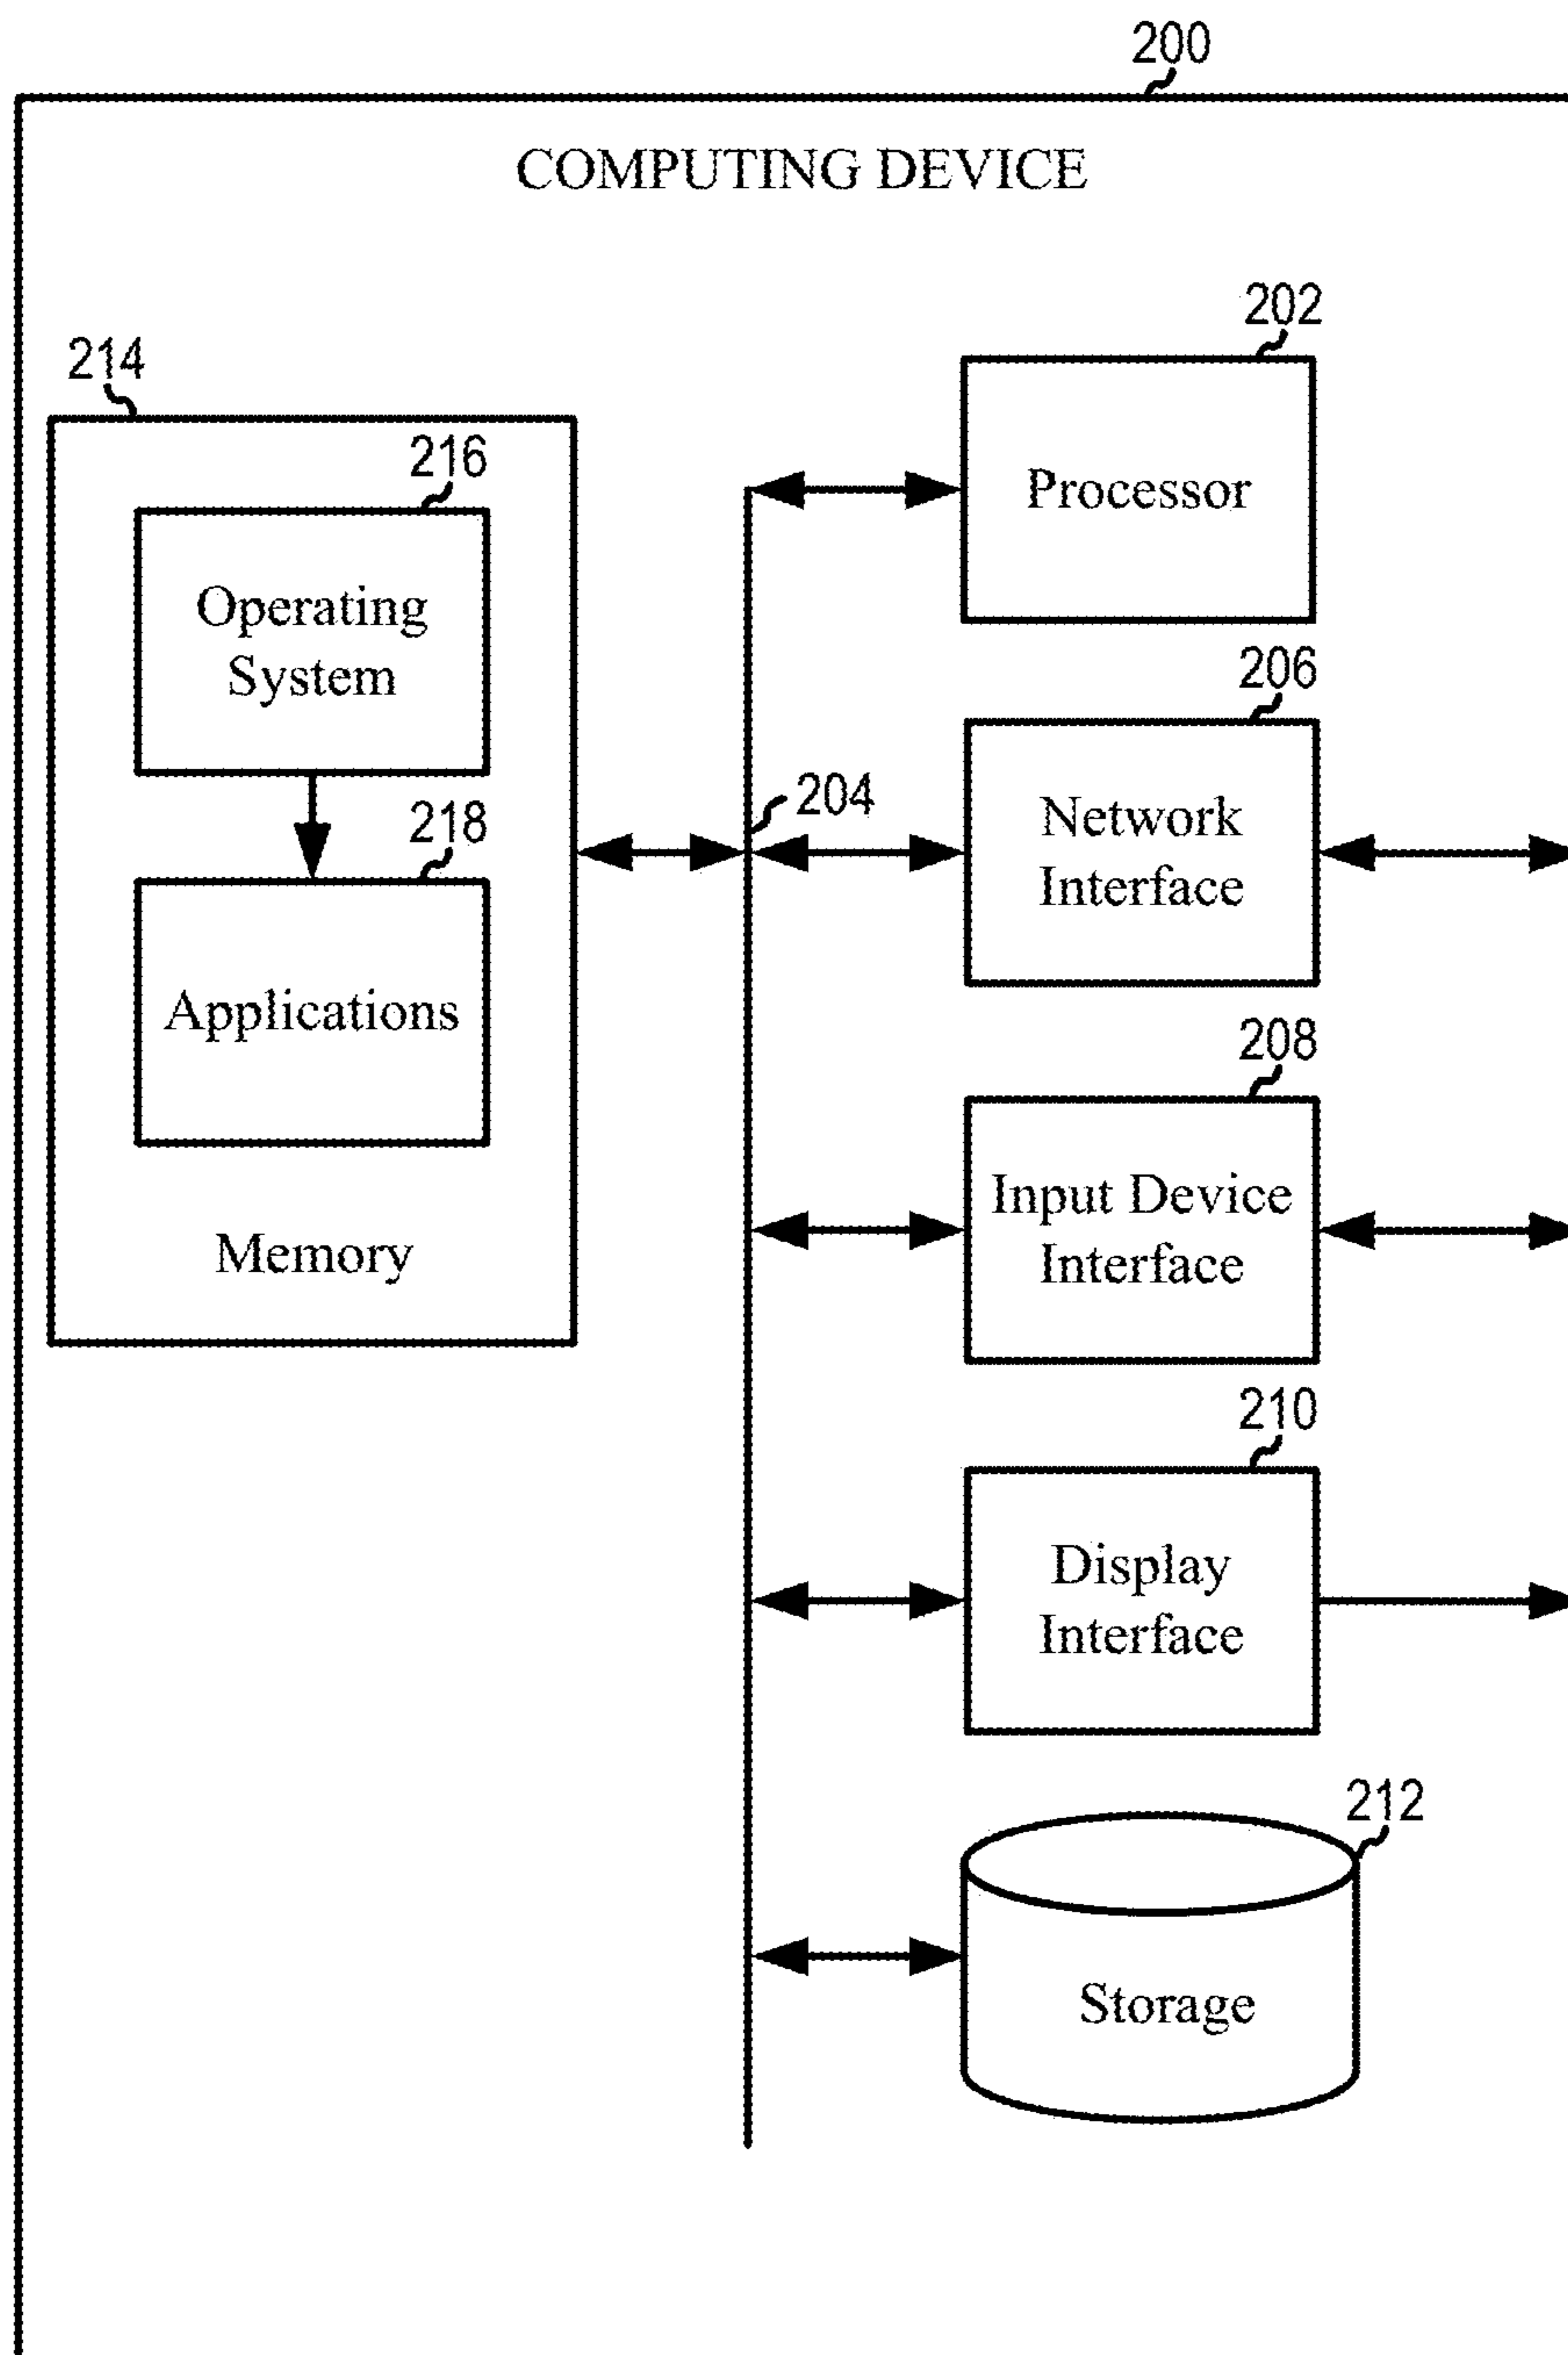 200
COMPUTING DEVICE
202
214
216
Processor
Operating
System
206
204
218
Network
Interface
Applications
208
Input Device
Interface
Memory
210
Display
Interface
212
Storage